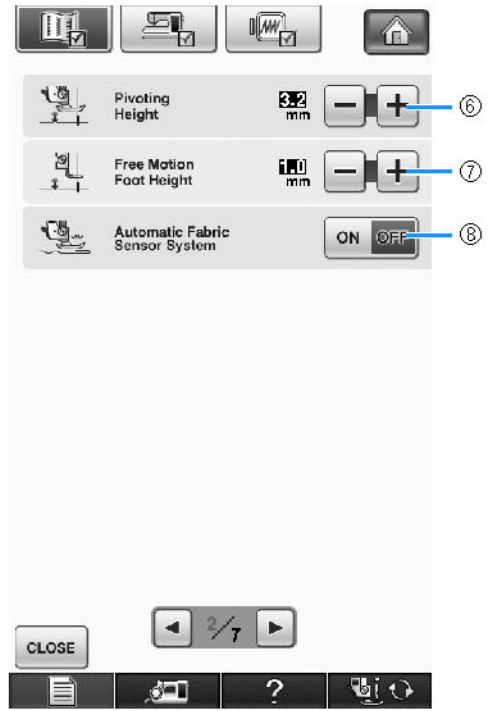 Pivoting
Height
3.2
mm
− +
⑥
Free Motion
Foot Height
1.0
mm
− +
⑦
Automatic Fabric
Sensor System
ON OFF
⑧
2/7
CLOSE
?